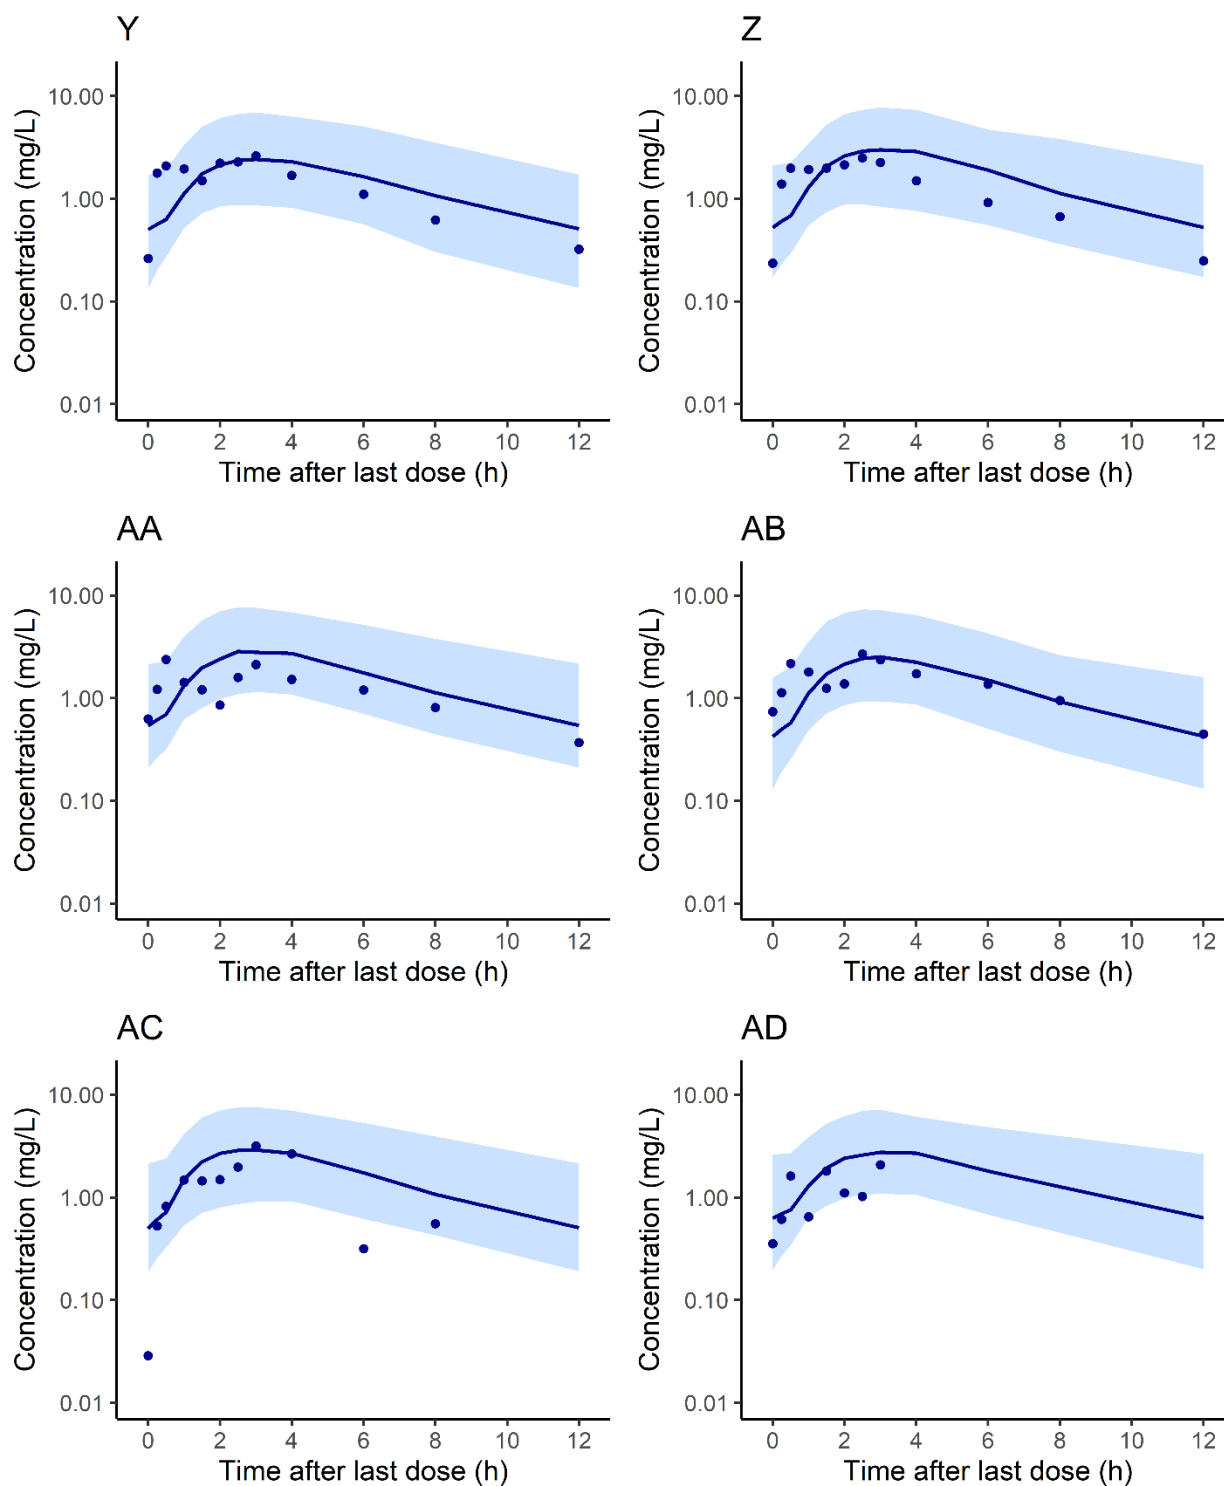 Y
Z
Concentration (mg/L)
10.00
1.00
0.10
0.01
0 2 4 6 8 10 12
Time after last dose (h)
Concentration (mg/L)
10.00
1.00
0.10
0.01
0 2 4 6 8 10 12
Time after last dose (h)
AA
AB
Concentration (mg/L)
10.00
1.00
0.10
0.01
0 2 4 6 8 10 12
Time after last dose (h)
Concentration (mg/L)
10.00
1.00
0.10
0.01
0 2 4 6 8 10 12
Time after last dose (h)
AC
AD
Concentration (mg/L)
10.00
1.00
0.10
0.01
0 2 4 6 8 10 12
Time after last dose (h)
Concentration (mg/L)
10.00
1.00
0.10
0.01
0 2 4 6 8 10 12
Time after last dose (h)